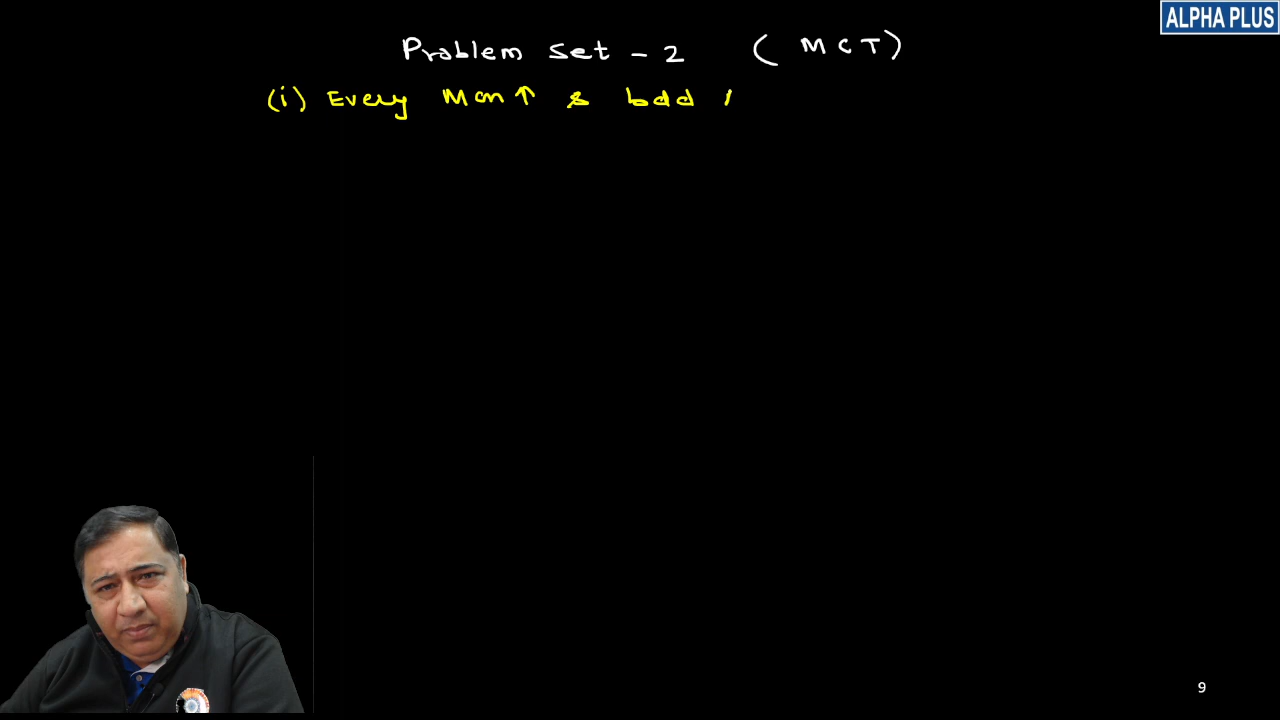 ALPHA PLUS
Problem set - 2 (MCT)
(i) Every Mon↑ & bdd
9